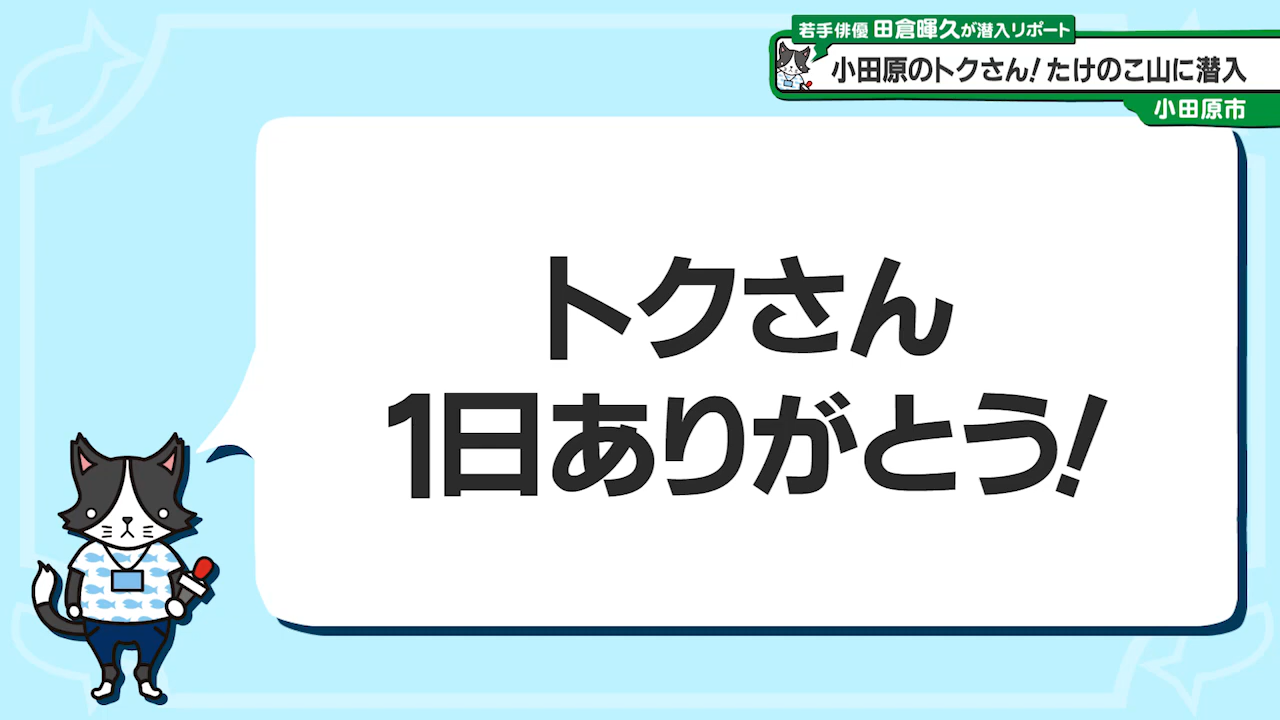 若手俳優 田倉暉久が潜入リポート
小田原のトクさん!たけのこ山に潜入
小田原市
トクさん
1日ありがとう!